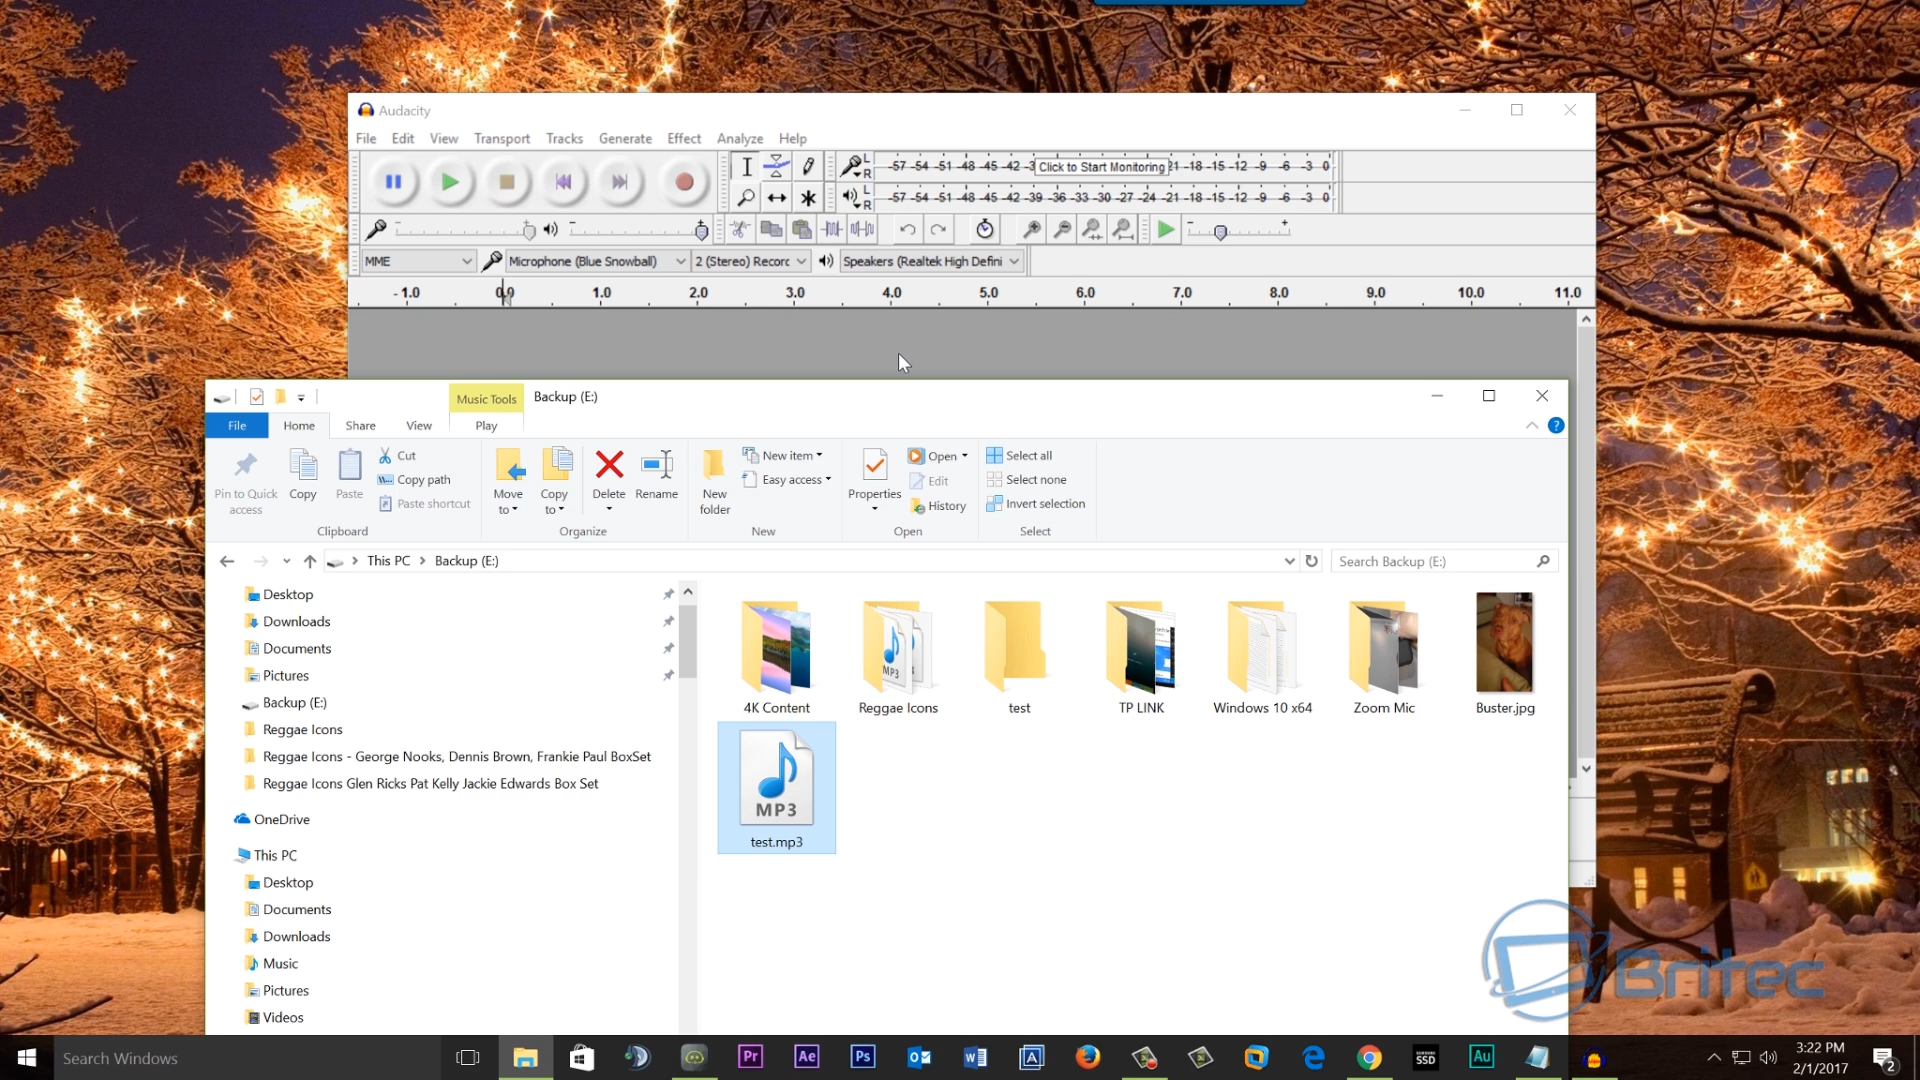 Audacity
File Edit View Transport Tracks Generate Effect Analyze Help
L
R
-57 -54 -51 -48 -45 -42 -3 Click to Start Monitoring 21 -18 -15 -12 -9 -6 -3 0
L
R
-57 -54 -51 -48 -45 -42 -39 -36 -33 -30 -27 -24 -21 -18 -15 -12 -9 -6 -3 0
MME Microphone (Blue Snowball) 2 (Stereo) Recorc Speakers (Realtek High Defini
-1.0 0.0 1.0 2.0 3.0 4.0 5.0 6.0 7.0 8.0 9.0 10.0 11.0
Music Tools Backup (E:)
File Home Share View Play
Pin to Quick access
Copy
Paste
Cut
Copy path
Paste shortcut
Clipboard
Move to
Copy to
Delete
Rename
Organize
New folder
New item
Easy access
New
Properties
Open
Edit
History
Open
Select all
Select none
Invert selection
Select
This PC Backup (E:) Search Backup (E:)
Desktop
Downloads
Documents
Pictures
Backup (E:)
Reggae Icons
Reggae Icons - George Nooks, Dennis Brown, Frankie Paul BoxSet
Reggae Icons Glen Ricks Pat Kelly Jackie Edwards Box Set
OneDrive
This PC
Desktop
Documents
Downloads
Music
Pictures
Videos
MP3
4K Content Reggae Icons test TP LINK Windows 10 x64 Zoom Mic Buster.jpg
MP3
test.mp3
Britec
Search Windows
Pr Ae Ps Au
SAMSUNG SSD
3:22 PM
2/1/2017
2